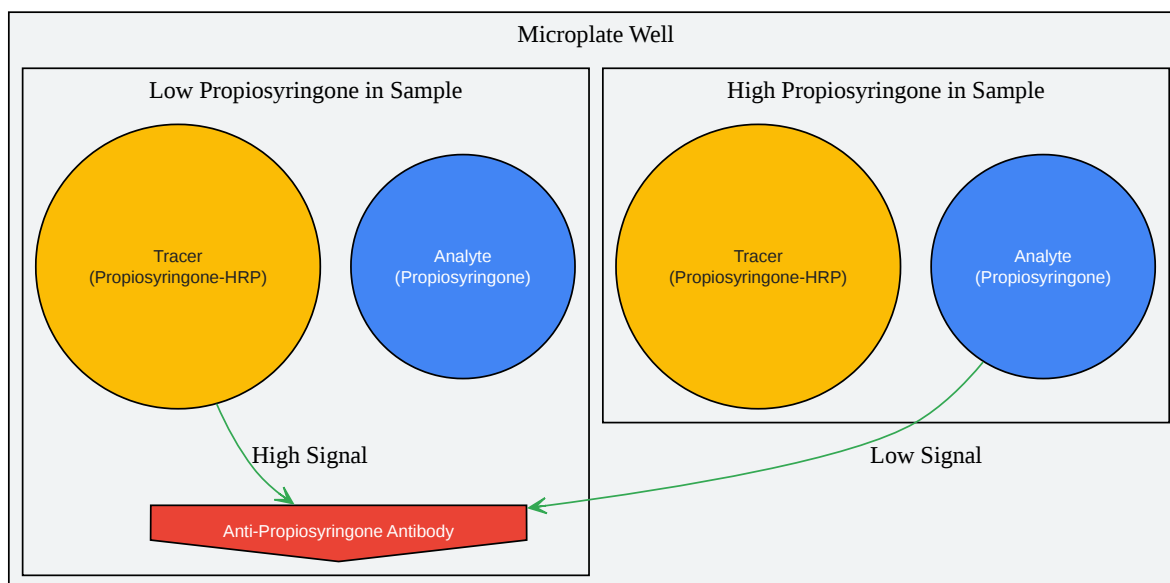 Microplate Well
Low Propiosyringone in Sample
High Propiosyringone in Sample
Tracer
(Propiosyringone-HRP)
Analyte
(Propiosyringone)
Tracer
(Propiosyringone-HRP)
Analyte
(Propiosyringone)
High Signal
Low Signal
Anti-Propiosyringone Antibody